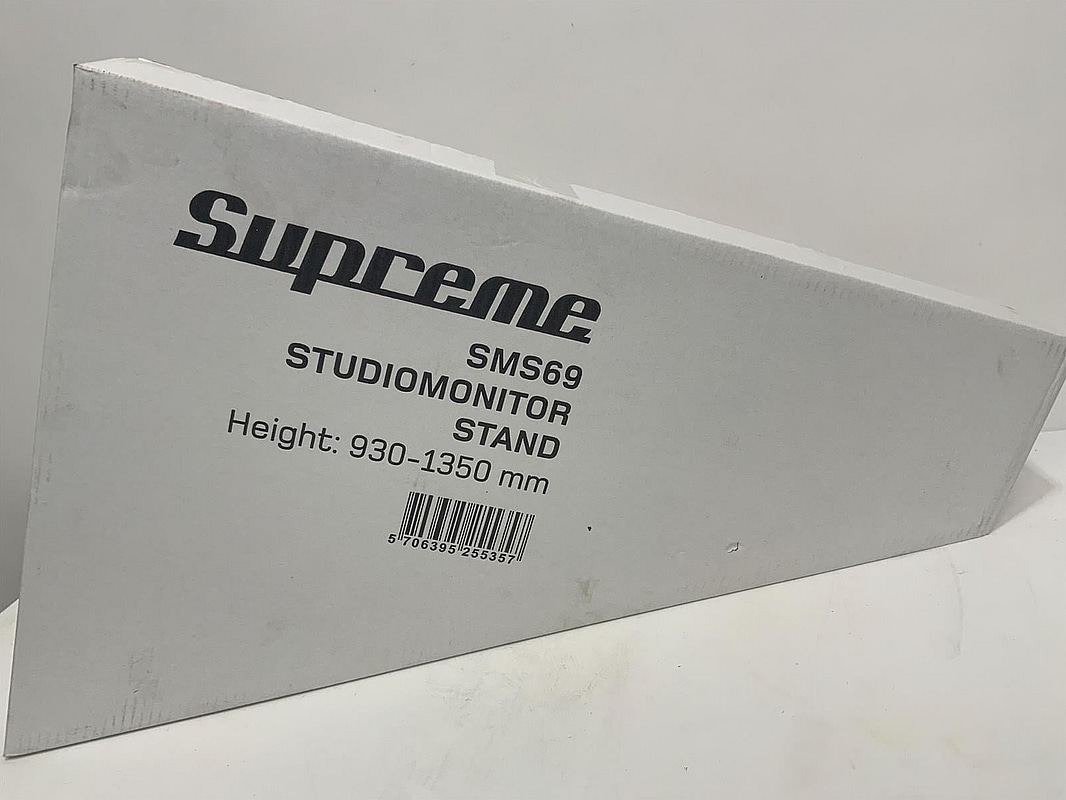 Supreme
SMS69
STUDIOMONITOR
STAND
Height: 930-1350 mm
5 706395 255357